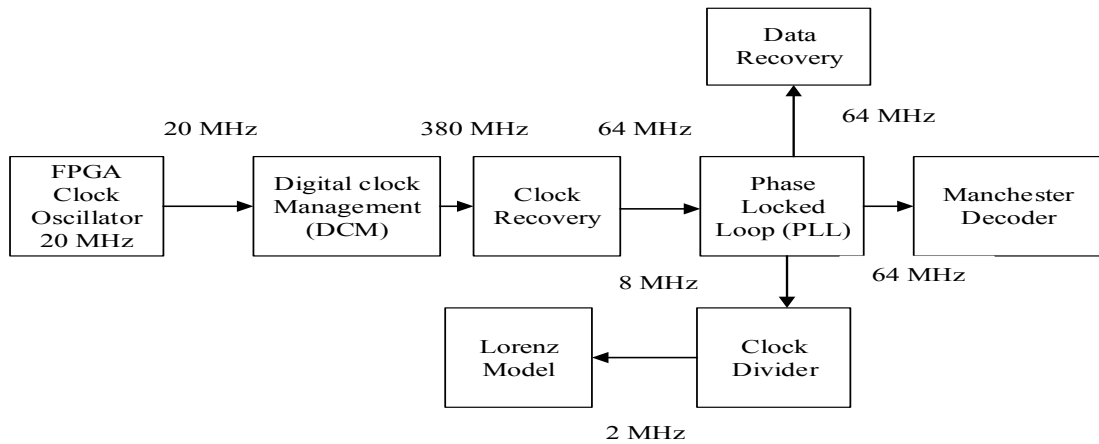 Data
Recovery
20 MHz
380 MHz
64 MHz
64 MHz
FPGA
Clock
Oscillator
20 MHz
Digital clock
Management
(DCM)
Clock
Recovery
Phase
Locked
Loop (PLL)
Manchester
Decoder
8 MHz
64 MHz
Lorenz
Model
Clock
Divider
2 MHz